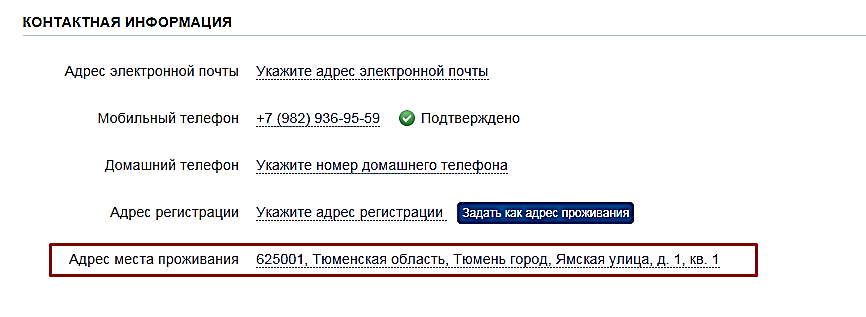 КОНТАКТНАЯ ИНФОРМАЦИЯ
Адрес электронной почты Укажите адрес электронной почты
Мобильный телефон +7 (982) 936-95-59 Подтверждено
Домашний телефон Укажите номер домашнего телефона
Адрес регистрации Укажите адрес регистрации Задать как адрес проживания
Адрес места проживания 625001, Тюменская область, Тюмень город, Ямская улица, д. 1, кв. 1